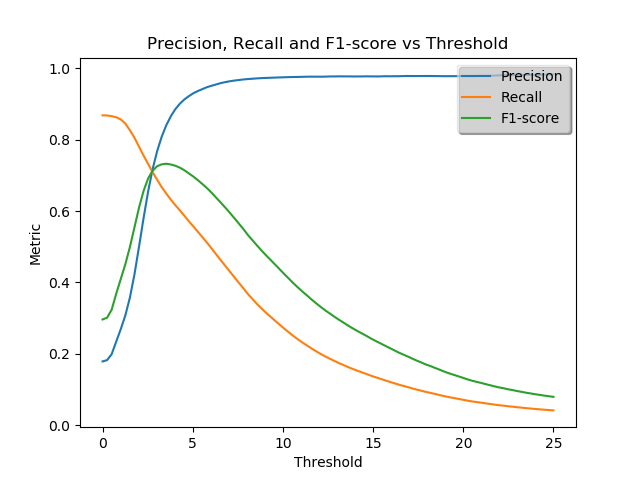 Precision, Recall and F1-score vs Threshold
1.0
0.8
0.6
0.4
0.2
0.0
Metric
Precision
Recall
F1-score
0 5 10 15 20 25
Threshold